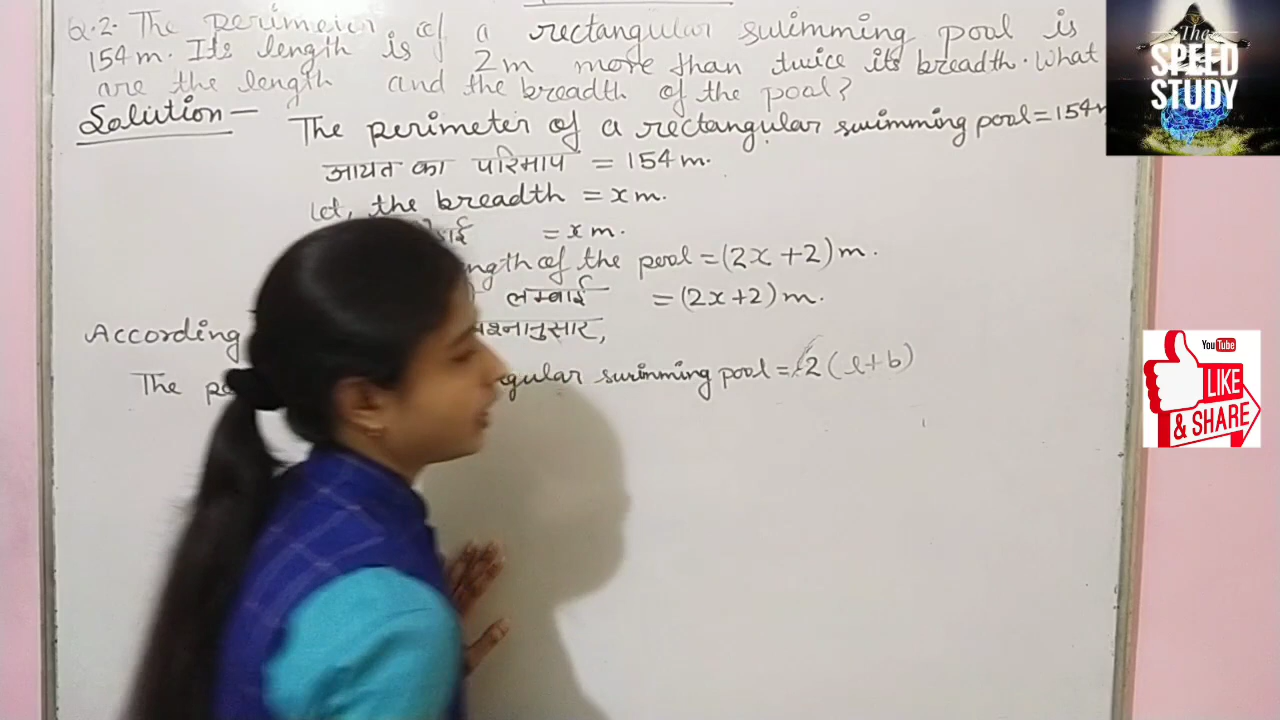 Q.2. The perimeter of a rectangular swimming pool is
154 m. Its length is 2m more than twice its breadth. What
are the length and the breadth of the pool?
Solution — The perimeter of a rectangular swimming pool = 154 m
आयत का परिमाप = 154 m.
Let, the breadth = x m.
= x m.
of the pool = (2x + 2) m.
लम्बाई = (2x+2) m.
According
The swimming pool = 2 (l + b)
The
SPEED
STUDY
YouTube
LIKE
& SHARE